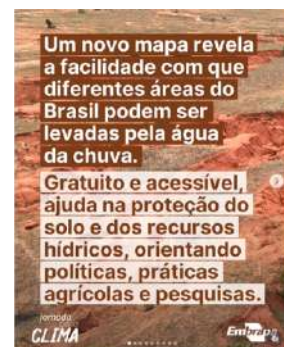 Um novo mapa revela
a facilidade com que
diferentes áreas do
Brasil podem ser
levadas pela água
da chuva.
Gratuito e acessível,
ajuda na proteção do
solo e dos recursos
hídricos, orientando
políticas, práticas
agrícolas e pesquisas.
jornada
CLIMA
Embrapa